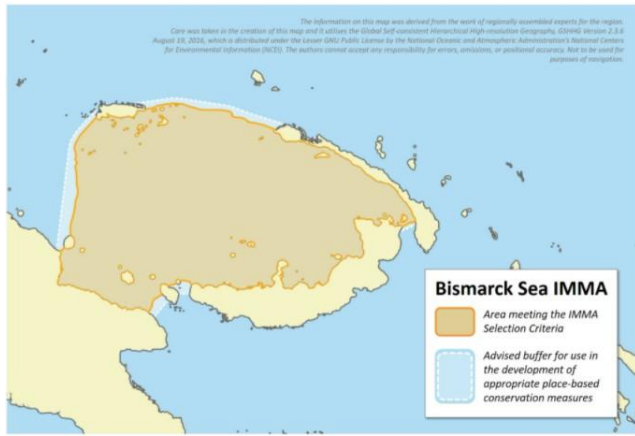 The information on this map was derived from the work of regionally assembled experts for the region.
Care was taken in the creation of this map and it utilises the Global Self-consistent Hierarchical High-resolution Geography, GSHHG Version 2.3.6
August 19, 2016, which is distributed under the Lesser GNU Public License by the National Oceanic and Atmospheric Administration's National Centers
for Environmental Information (NCEI). The authors cannot accept any responsibility for errors, omissions, or positional accuracy. Not to be used for
purposes of navigation.
Bismarck Sea IMMA
Area meeting the IMMA
Selection Criteria
Advised buffer for use in
the development of
appropriate place-based
conservation measures